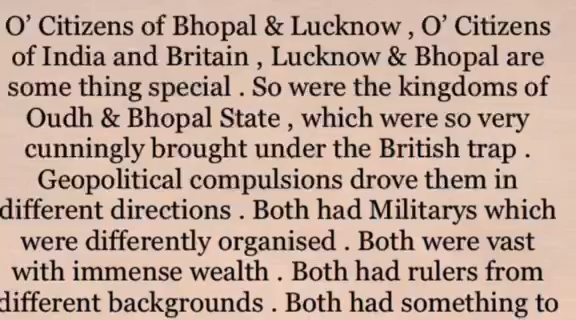 O’ Citizens of Bhopal & Lucknow , O’ Citizens
of India and Britain , Lucknow & Bhopal are
some thing special . So were the kingdoms of
Oudh & Bhopal State , which were so very
cunningly brought under the British trap .
Geopolitical compulsions drove them in
different directions . Both had Militarys which
were differently organised . Both were vast
with immense wealth . Both had rulers from
different backgrounds . Both had something to